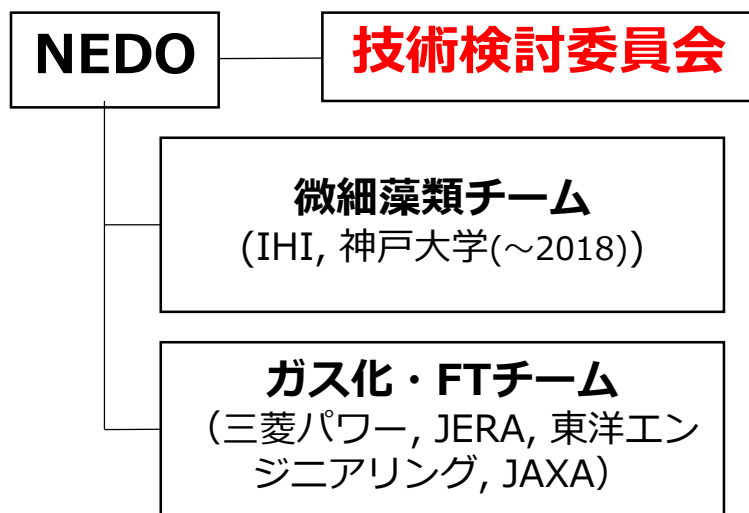 NEDO
技術検討委員会
微細藻類チーム
(IHI, 神戸大学(～2018))
ガス化・FTチーム
（三菱パワー, JERA, 東洋エン
ジニアリング, JAXA）